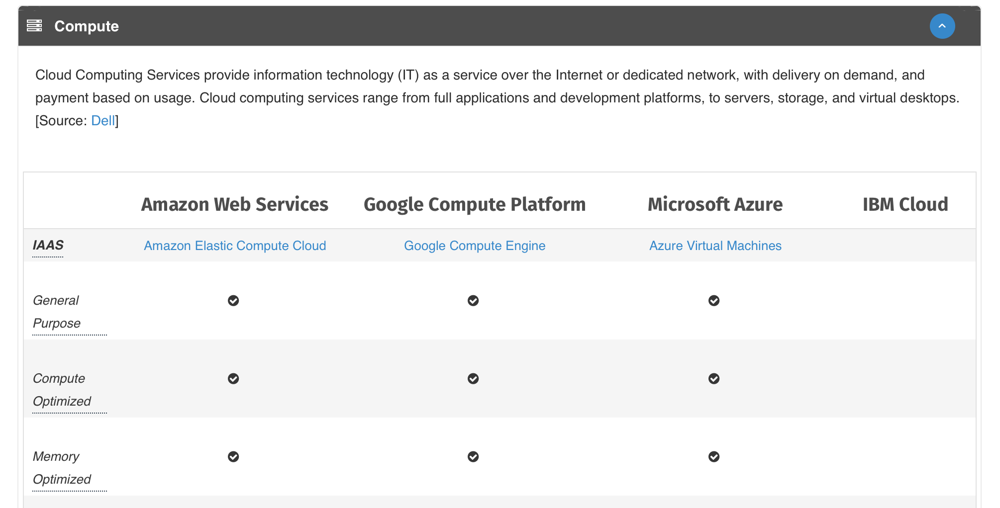 Compute
Cloud Computing Services provide information technology (IT) as a service over the Internet or dedicated network, with delivery on demand, and
payment based on usage. Cloud computing services range from full applications and development platforms, to servers, storage, and virtual desktops.
[Source: Dell]
Amazon Web Services Google Compute Platform Microsoft Azure IBM Cloud
IAAS Amazon Elastic Compute Cloud Google Compute Engine Azure Virtual Machines
General
Purpose
Compute
Optimized
Memory
Optimized